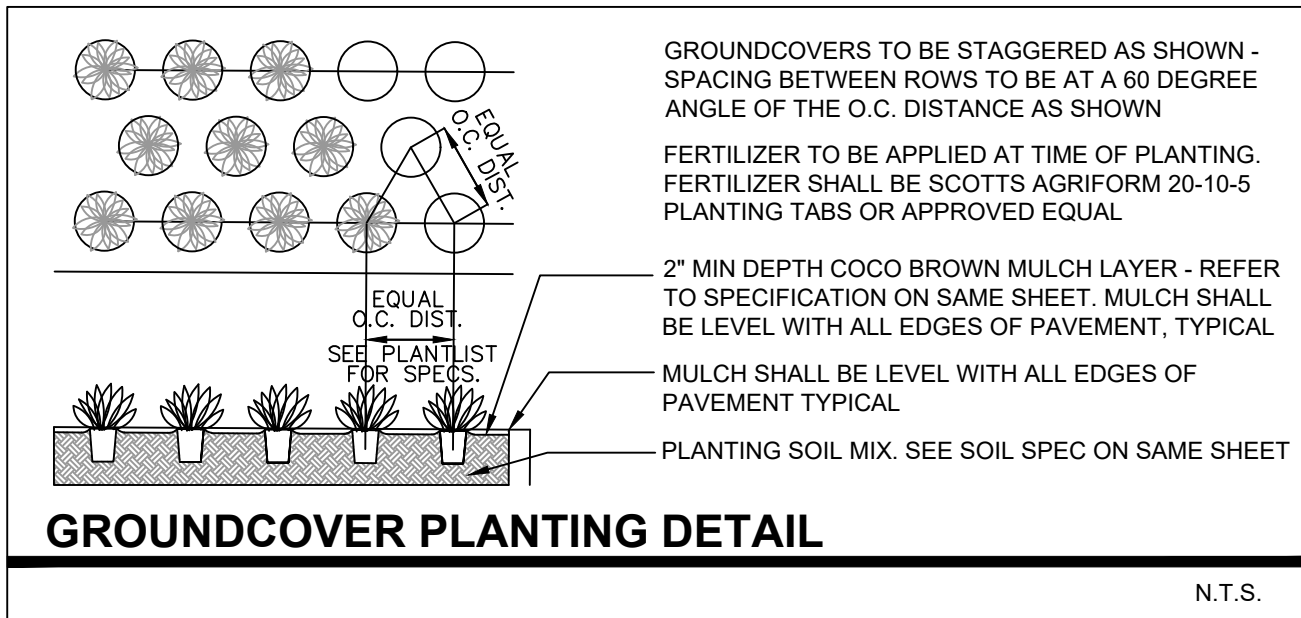 GROUNDCOVERS TO BE STAGGERED AS SHOWN -
SPACING BETWEEN ROWS TO BE AT A 60 DEGREE
ANGLE OF THE O.C. DISTANCE AS SHOWN
EQUAL
O.C. DIST.
FERTILIZER TO BE APPLIED AT TIME OF PLANTING.
FERTILIZER SHALL BE SCOTTS AGRIFORM 20-10-5
PLANTING TABS OR APPROVED EQUAL
2" MIN DEPTH COCO BROWN MULCH LAYER - REFER
TO SPECIFICATION ON SAME SHEET. MULCH SHALL
BE LEVEL WITH ALL EDGES OF PAVEMENT, TYPICAL
EQUAL
O.C. DIST.
SEE PLANTLIST
FOR SPECS.
MULCH SHALL BE LEVEL WITH ALL EDGES OF
PAVEMENT TYPICAL
PLANTING SOIL MIX. SEE SOIL SPEC ON SAME SHEET
GROUNDCOVER PLANTING DETAIL
N.T.S.